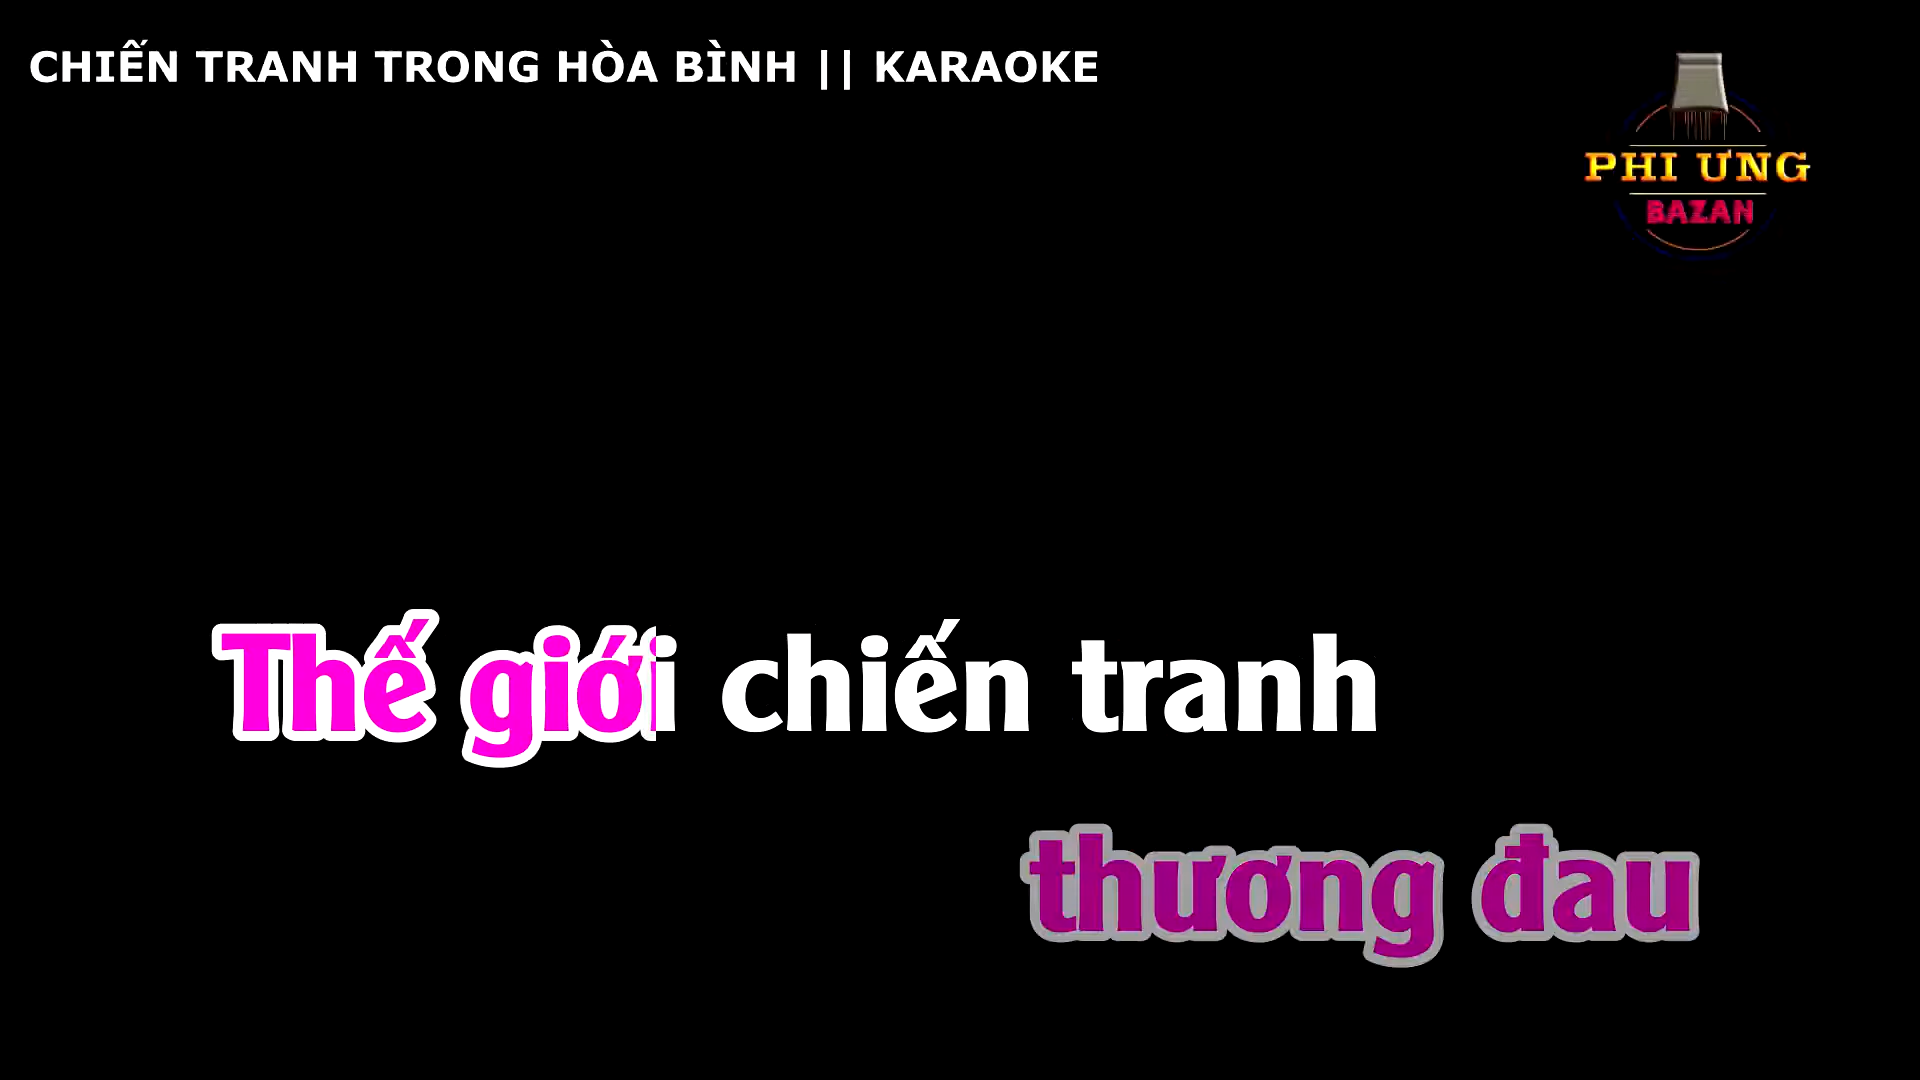 CHIẾN TRANH TRONG HÒA BÌNH || KARAOKE
PHI ƯNG
BAZAN
Thế giới chiến tranh
thương đau